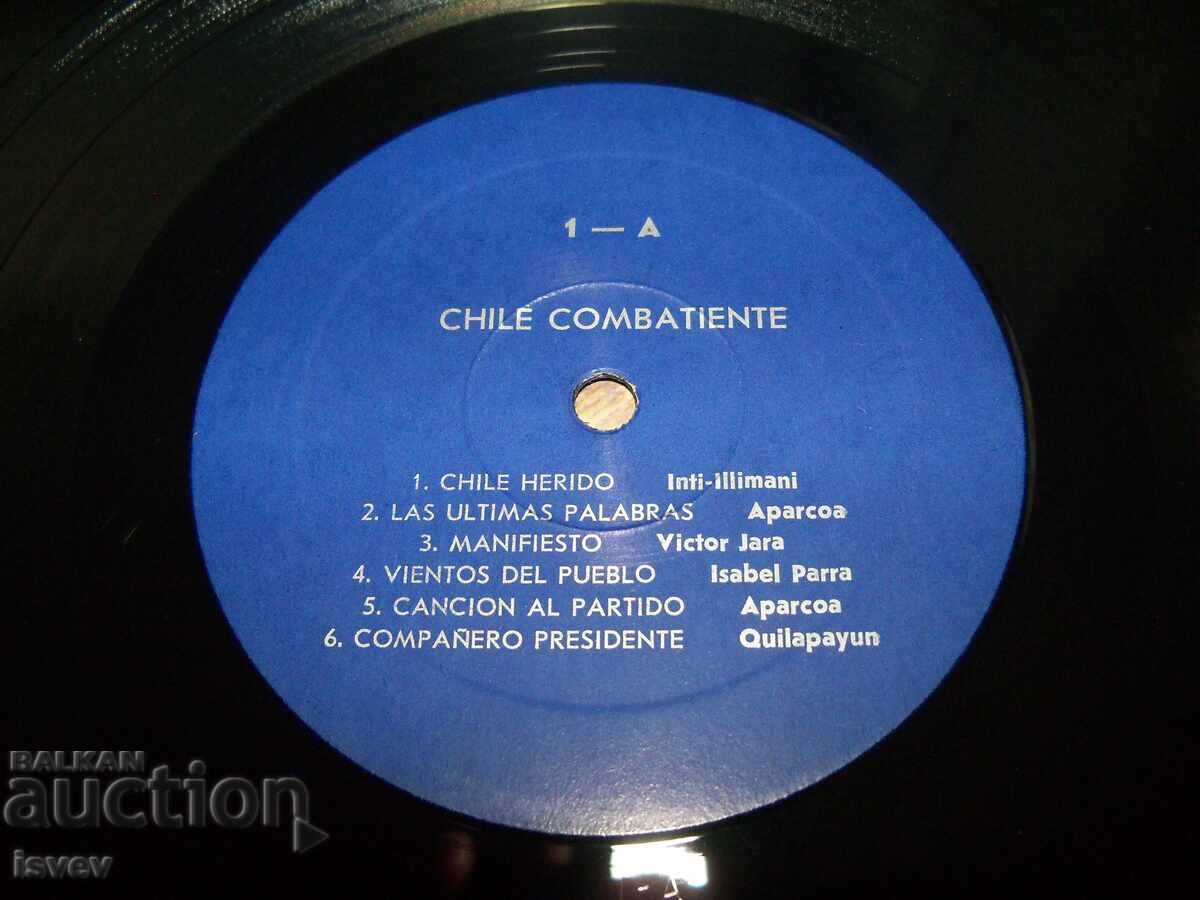 1 — A
CHILE COMBATIENTE
1. CHILE HERIDO Inti-Illimani
2. LAS ULTIMAS PALABRAS Aparcoa
3. MANIFIESTO Victor Jara
4. VIENTOS DEL PUEBLO Isabel Parra
5. CANCION AL PARTIDO Aparcoa
6. COMPAÑERO PRESIDENTE Quilapayun
BALKAN
auction
isvev